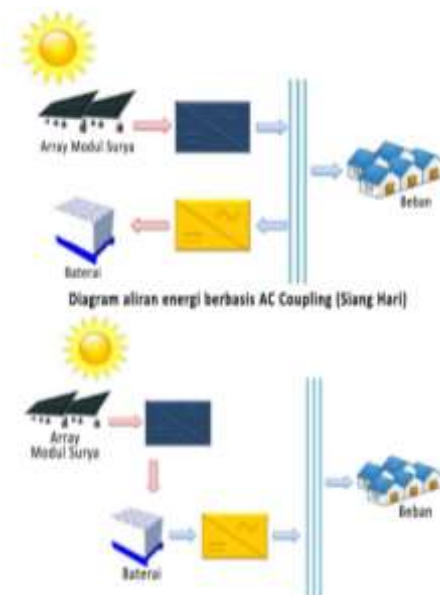 Array Modul Surya
Beban
Baterai
Diagram aliran energi berbasis AC Coupling (Siang Hari)
Array
Modul Surya
Beban
Baterai